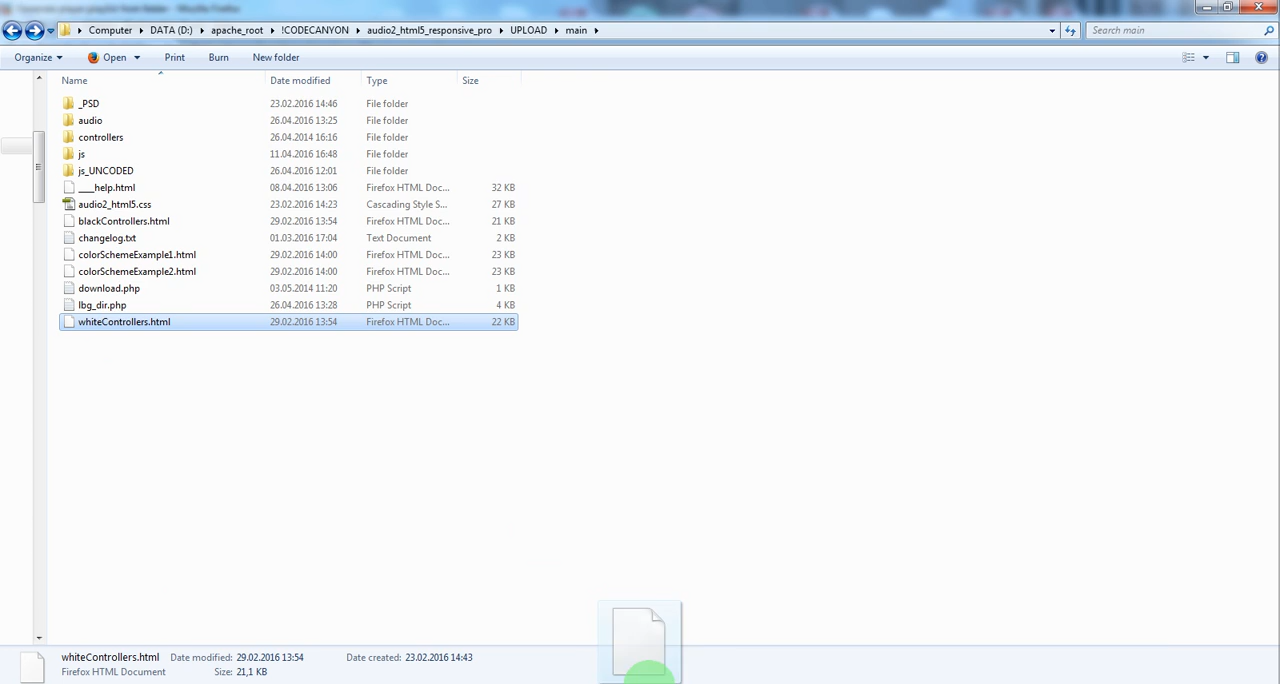 Computer DATA (D:) apache_root !CODECANYON audio2_html5_responsive_pro UPLOAD main Search main
Organize Open Print Burn New folder
Name Date modified Type Size
_PSD 23.02.2016 14:46 File folder
audio 26.04.2016 13:25 File folder
controllers 26.04.2014 16:16 File folder
js 11.04.2016 16:48 File folder
js_UNCODED 26.04.2016 12:01 File folder
___help.html 08.04.2016 13:06 Firefox HTML Doc... 32 KB
audio2_html5.css 23.02.2016 14:23 Cascading Style S... 27 KB
blackControllers.html 29.02.2016 13:54 Firefox HTML Doc... 21 KB
changelog.txt 01.03.2016 17:04 Text Document 2 KB
colorSchemeExample1.html 29.02.2016 14:00 Firefox HTML Doc... 23 KB
colorSchemeExample2.html 29.02.2016 14:00 Firefox HTML Doc... 23 KB
download.php 03.05.2014 11:20 PHP Script 1 KB
lbg_dir.php 26.04.2016 13:28 PHP Script 4 KB
whiteControllers.html 29.02.2016 13:54 Firefox HTML Doc... 22 KB
whiteControllers.html Date modified: 29.02.2016 13:54 Date created: 23.02.2016 14:43
Firefox HTML Document Size: 21,1 KB